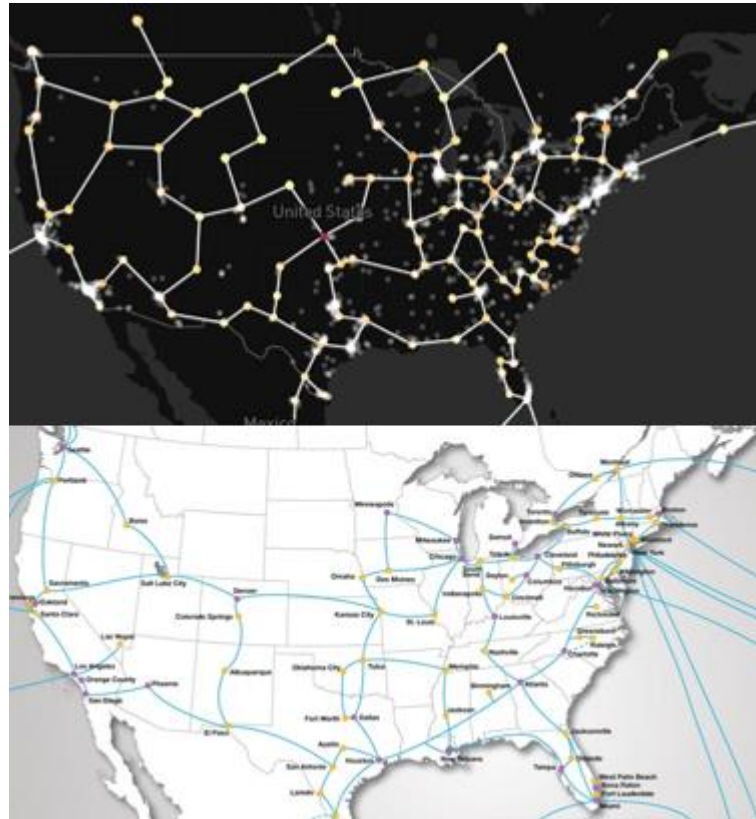 United States
Mexico
Seattle
Portland
Boise
Minneapolis
Montreal
Ottawa
Toronto
Milwaukee
Chicago
Detroit
Toledo
Buffalo
Albany
Boston
White Plains
Newark
New York
Cleveland
Pittsburgh
Sacramento
Salt Lake City
Omaha
Des Moines
Dayton
Columbus
Oakland
Santa Clara
Denver
Colorado Springs
Kansas City
St. Louis
Indianapolis
Cincinnati
Louisville
Las Vegas
Los Angeles
Orange County
San Diego
Phoenix
Albuquerque
Oklahoma City
Tulsa
Memphis
Nashville
Greensboro
Raleigh
Charlotte
El Paso
Fort Worth
Dallas
Jackson
Birmingham
Atlanta
Austin
San Antonio
Houston
New Orleans
Jacksonville
Orlando
Tampa
Laredo
West Palm Beach
Boca Raton
Fort Lauderdale
Miami